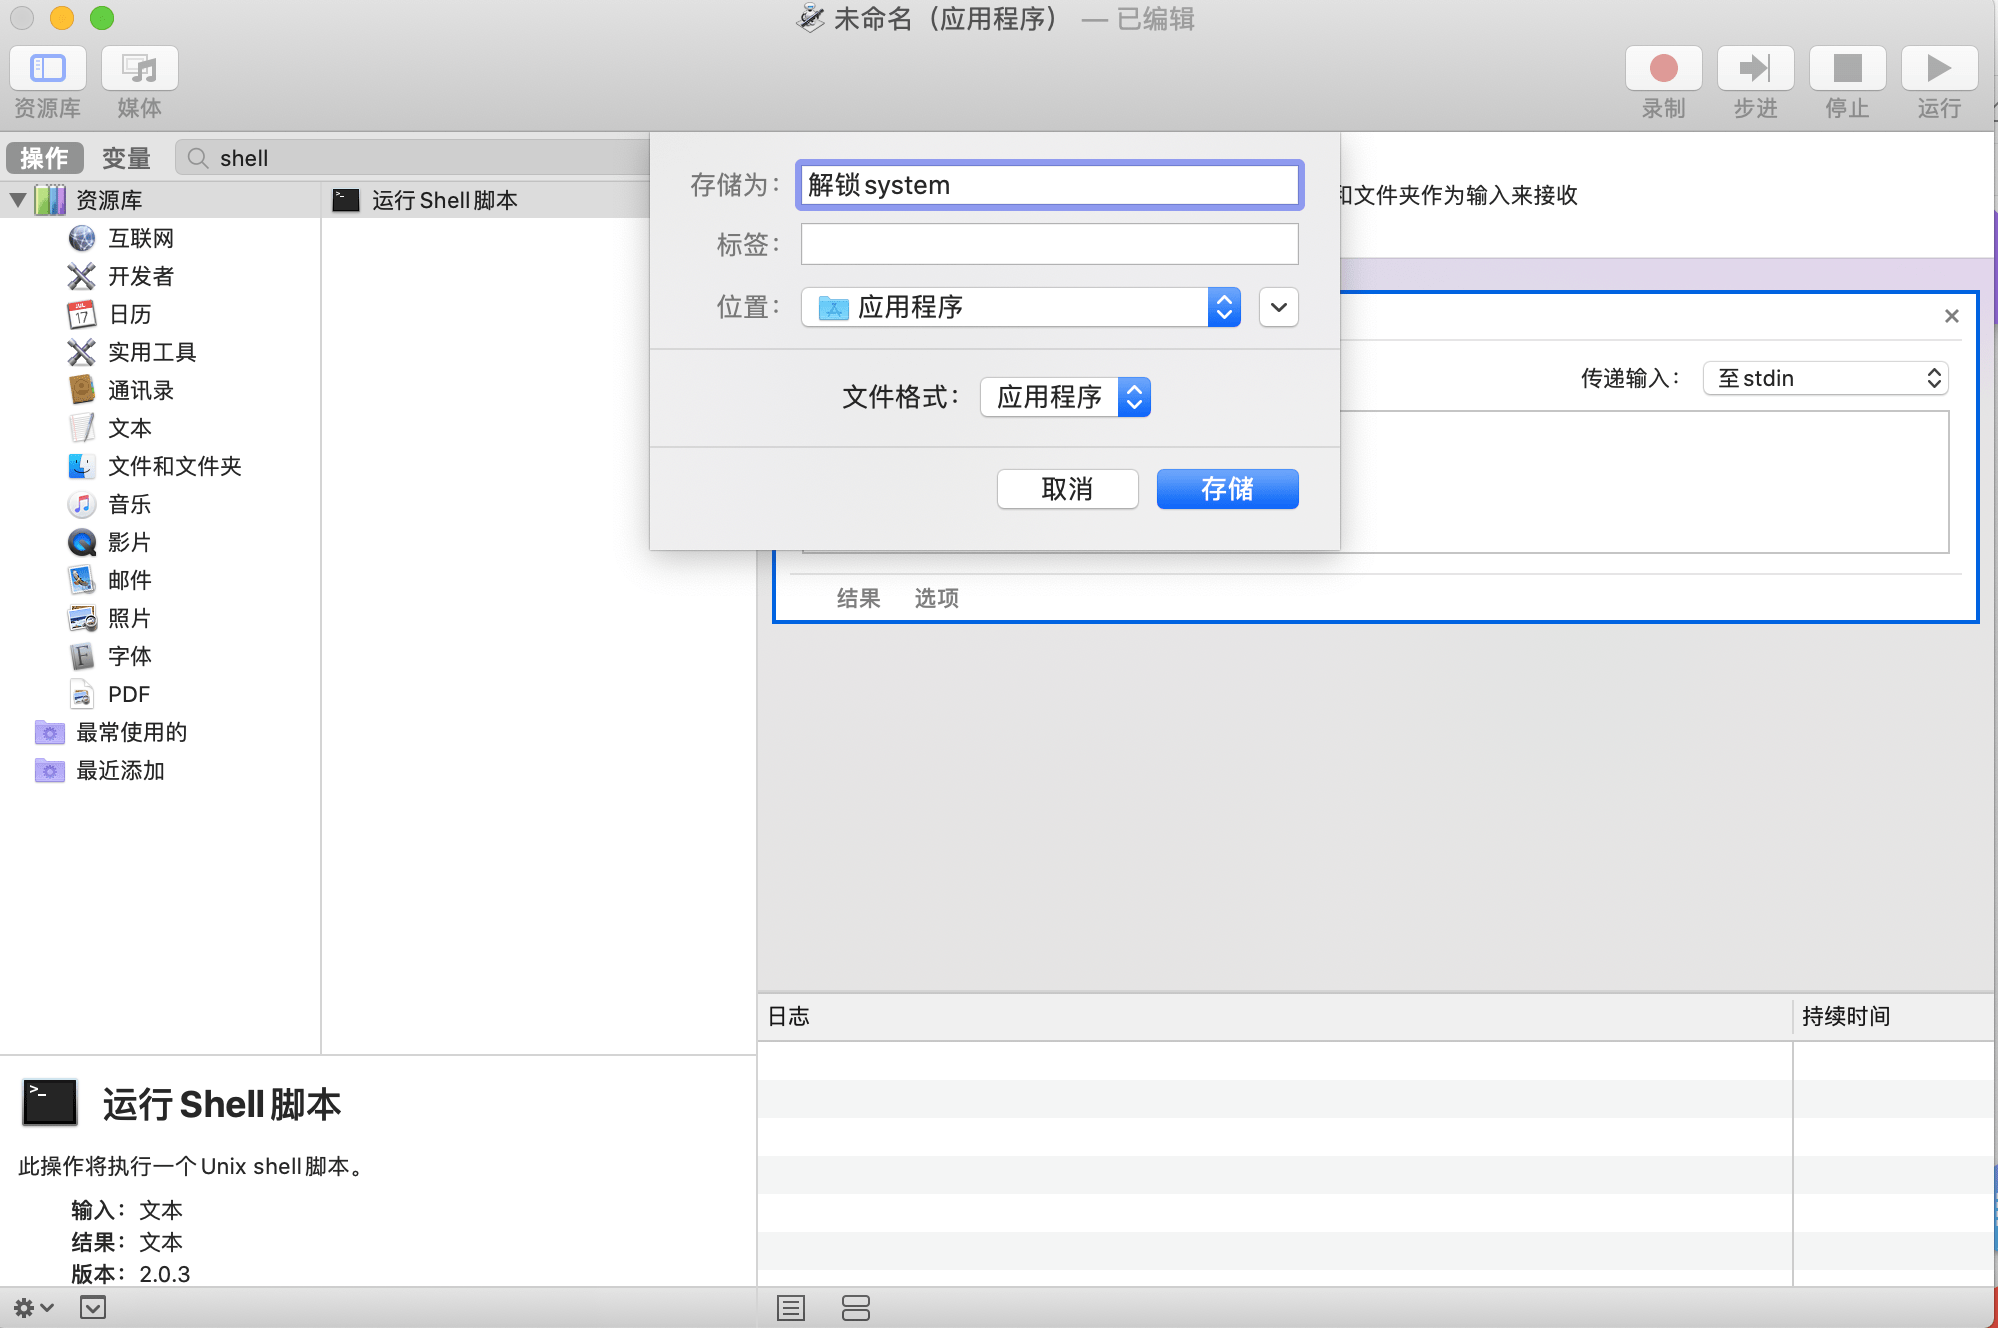 未命名（应用程序） — 已编辑
资源库 媒体 录制 步进 停止 运行
操作 变量 shell
资源库
互联网
开发者
日历
实用工具
通讯录
文本
文件和文件夹
音乐
影片
邮件
照片
字体
PDF
最常使用的
最近添加
运行 Shell 脚本
存储为： 解锁system
标签：
位置： 应用程序
文件格式： 应用程序
取消 存储
和文件夹作为输入来接收
传递输入： 至 stdin
结果 选项
日志 持续时间
运行 Shell 脚本
此操作将执行一个 Unix shell 脚本。
输入： 文本
结果： 文本
版本： 2.0.3